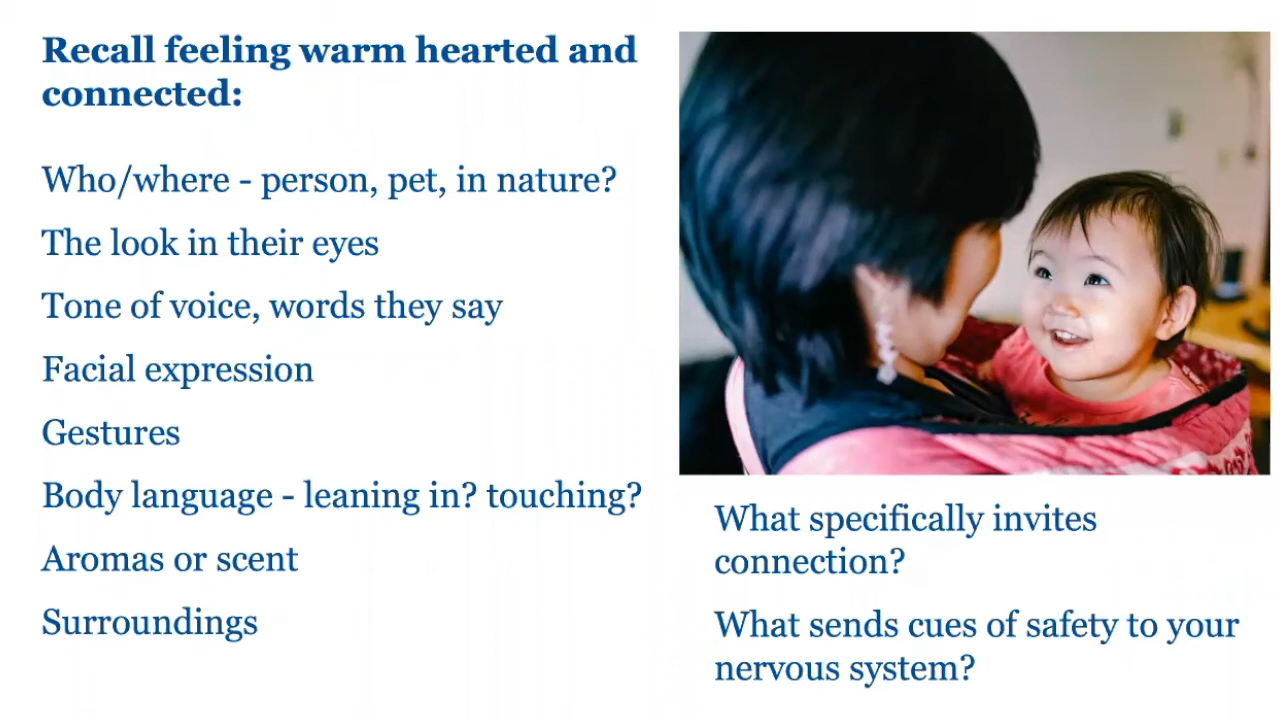 Recall feeling warm hearted and
connected:
Who/where - person, pet, in nature?
The look in their eyes
Tone of voice, words they say
Facial expression
Gestures
Body language - leaning in? touching?
Aromas or scent
Surroundings
What specifically invites
connection?
What sends cues of safety to your
nervous system?